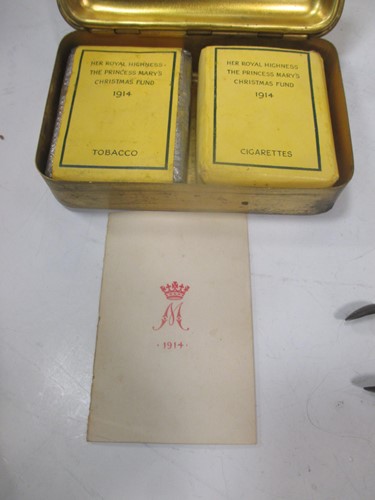 HER ROYAL HIGHNESS
THE PRINCESS MARY'S
CHRISTMAS FUND
1914
TOBACCO
HER ROYAL HIGHNESS
THE PRINCESS MARY'S
CHRISTMAS FUND
1914
CIGARETTES
M
·1914·